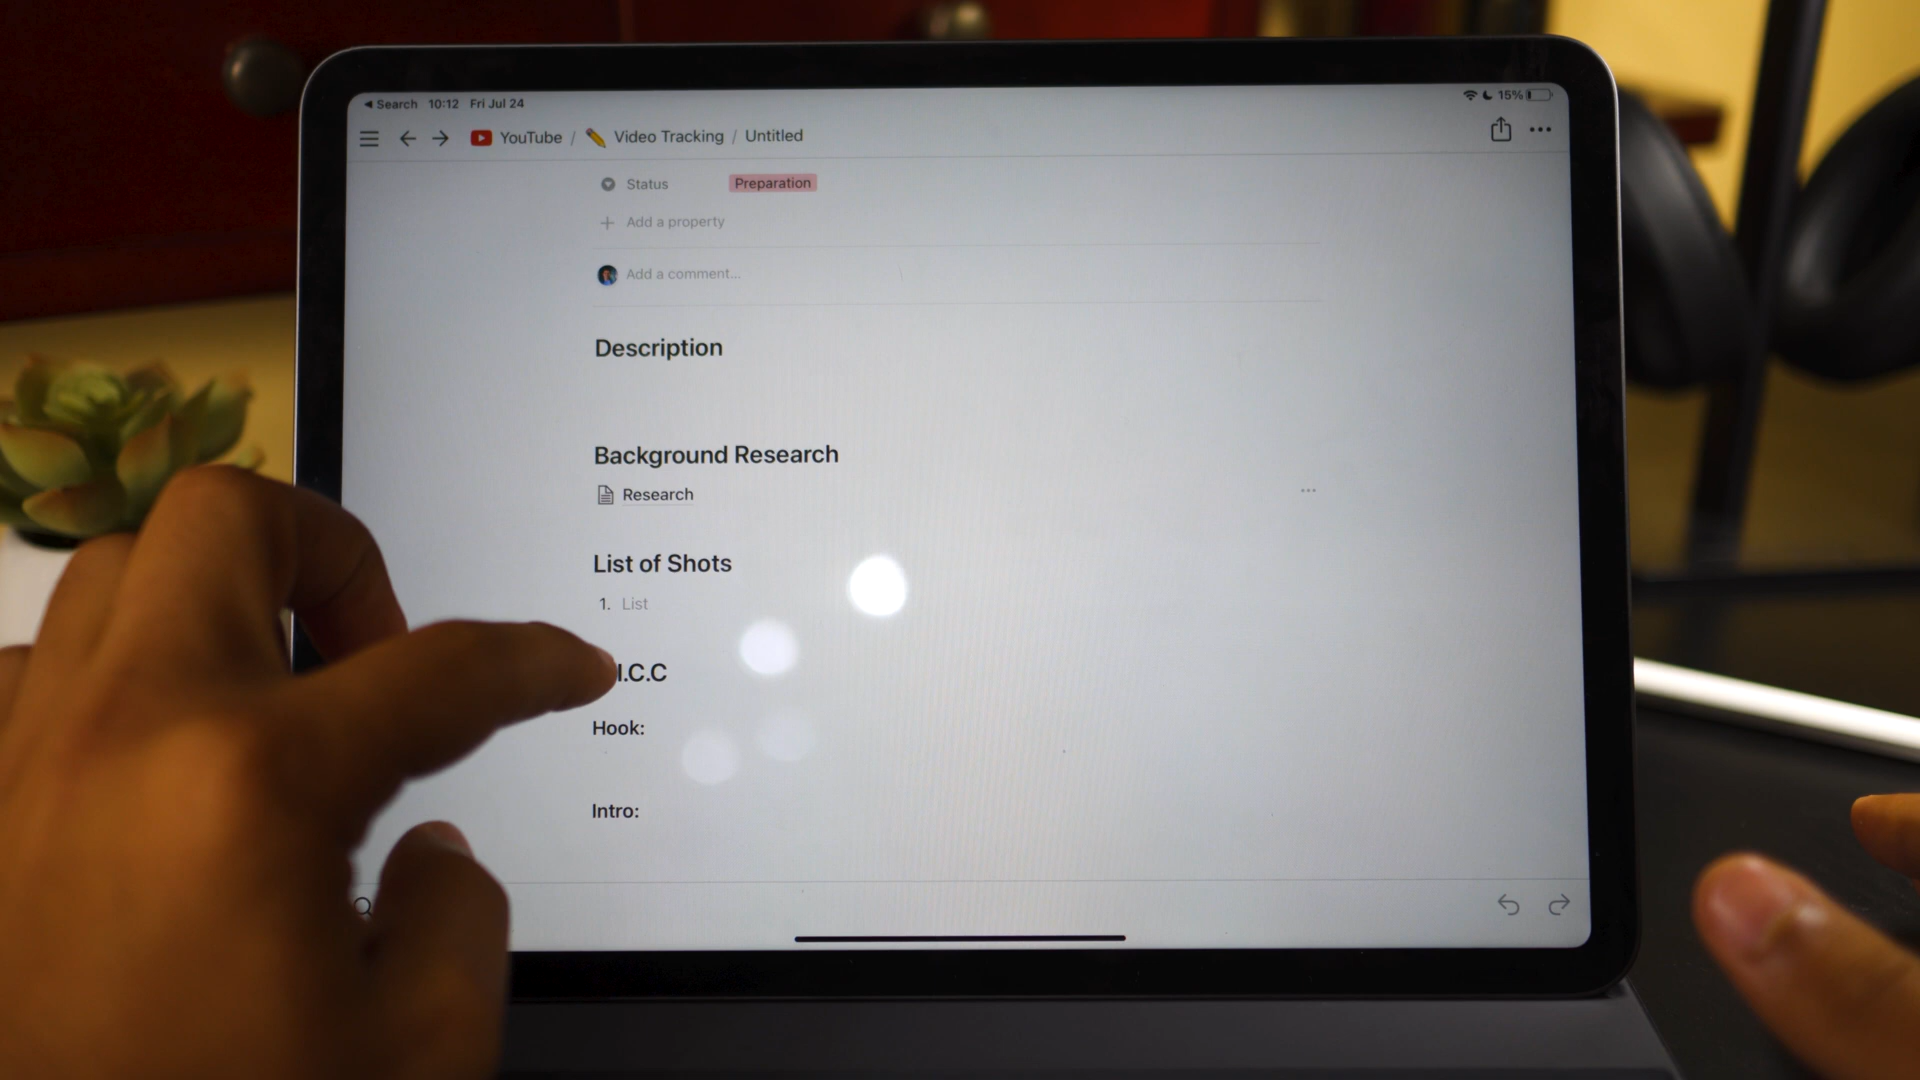 Search 10:12 Fri Jul 24 15%
YouTube / Video Tracking / Untitled
Status Preparation
Add a property
Add a comment...
Description
Background Research
Research
List of Shots
1. List
I.C.C
Hook:
Intro: